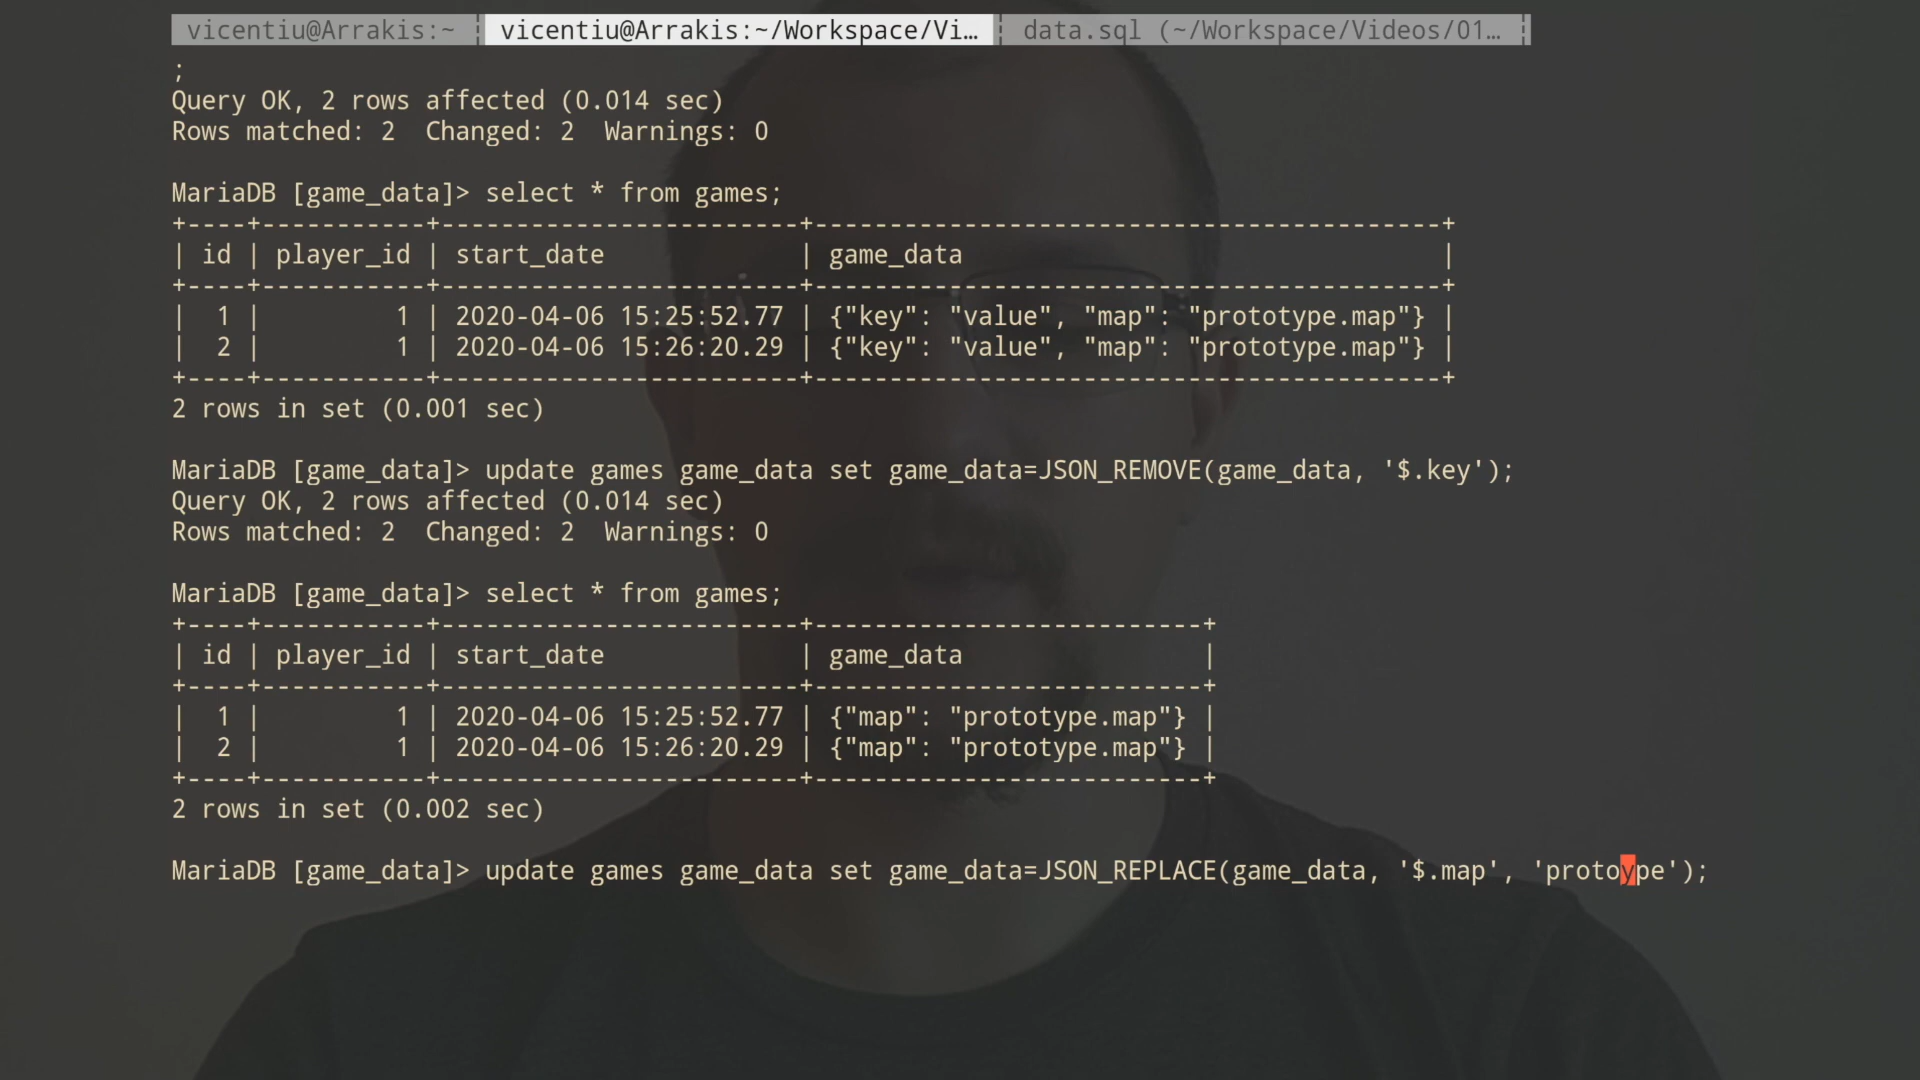 vicentiu@Arrakis:~ vicentiu@Arrakis:~/Workspace/Vi… data.sql (~/Workspace/Videos/01…
;
Query OK, 2 rows affected (0.014 sec)
Rows matched: 2  Changed: 2  Warnings: 0
MariaDB [game_data]> select * from games;
+----+-----------+------------------------+------------------------------------------+
| id | player_id | start_date             | game_data                                |
+----+-----------+------------------------+------------------------------------------+
|  1 |         1 | 2020-04-06 15:25:52.77 | {"key": "value", "map": "prototype.map"} |
|  2 |         1 | 2020-04-06 15:26:20.29 | {"key": "value", "map": "prototype.map"} |
+----+-----------+------------------------+------------------------------------------+
2 rows in set (0.001 sec)
MariaDB [game_data]> update games game_data set game_data=JSON_REMOVE(game_data, '$.key');
Query OK, 2 rows affected (0.014 sec)
Rows matched: 2  Changed: 2  Warnings: 0
MariaDB [game_data]> select * from games;
+----+-----------+------------------------+--------------------------+
| id | player_id | start_date             | game_data                |
+----+-----------+------------------------+--------------------------+
|  1 |         1 | 2020-04-06 15:25:52.77 | {"map": "prototype.map"} |
|  2 |         1 | 2020-04-06 15:26:20.29 | {"map": "prototype.map"} |
+----+-----------+------------------------+--------------------------+
2 rows in set (0.002 sec)
MariaDB [game_data]> update games game_data set game_data=JSON_REPLACE(game_data, '$.map', 'protoype');